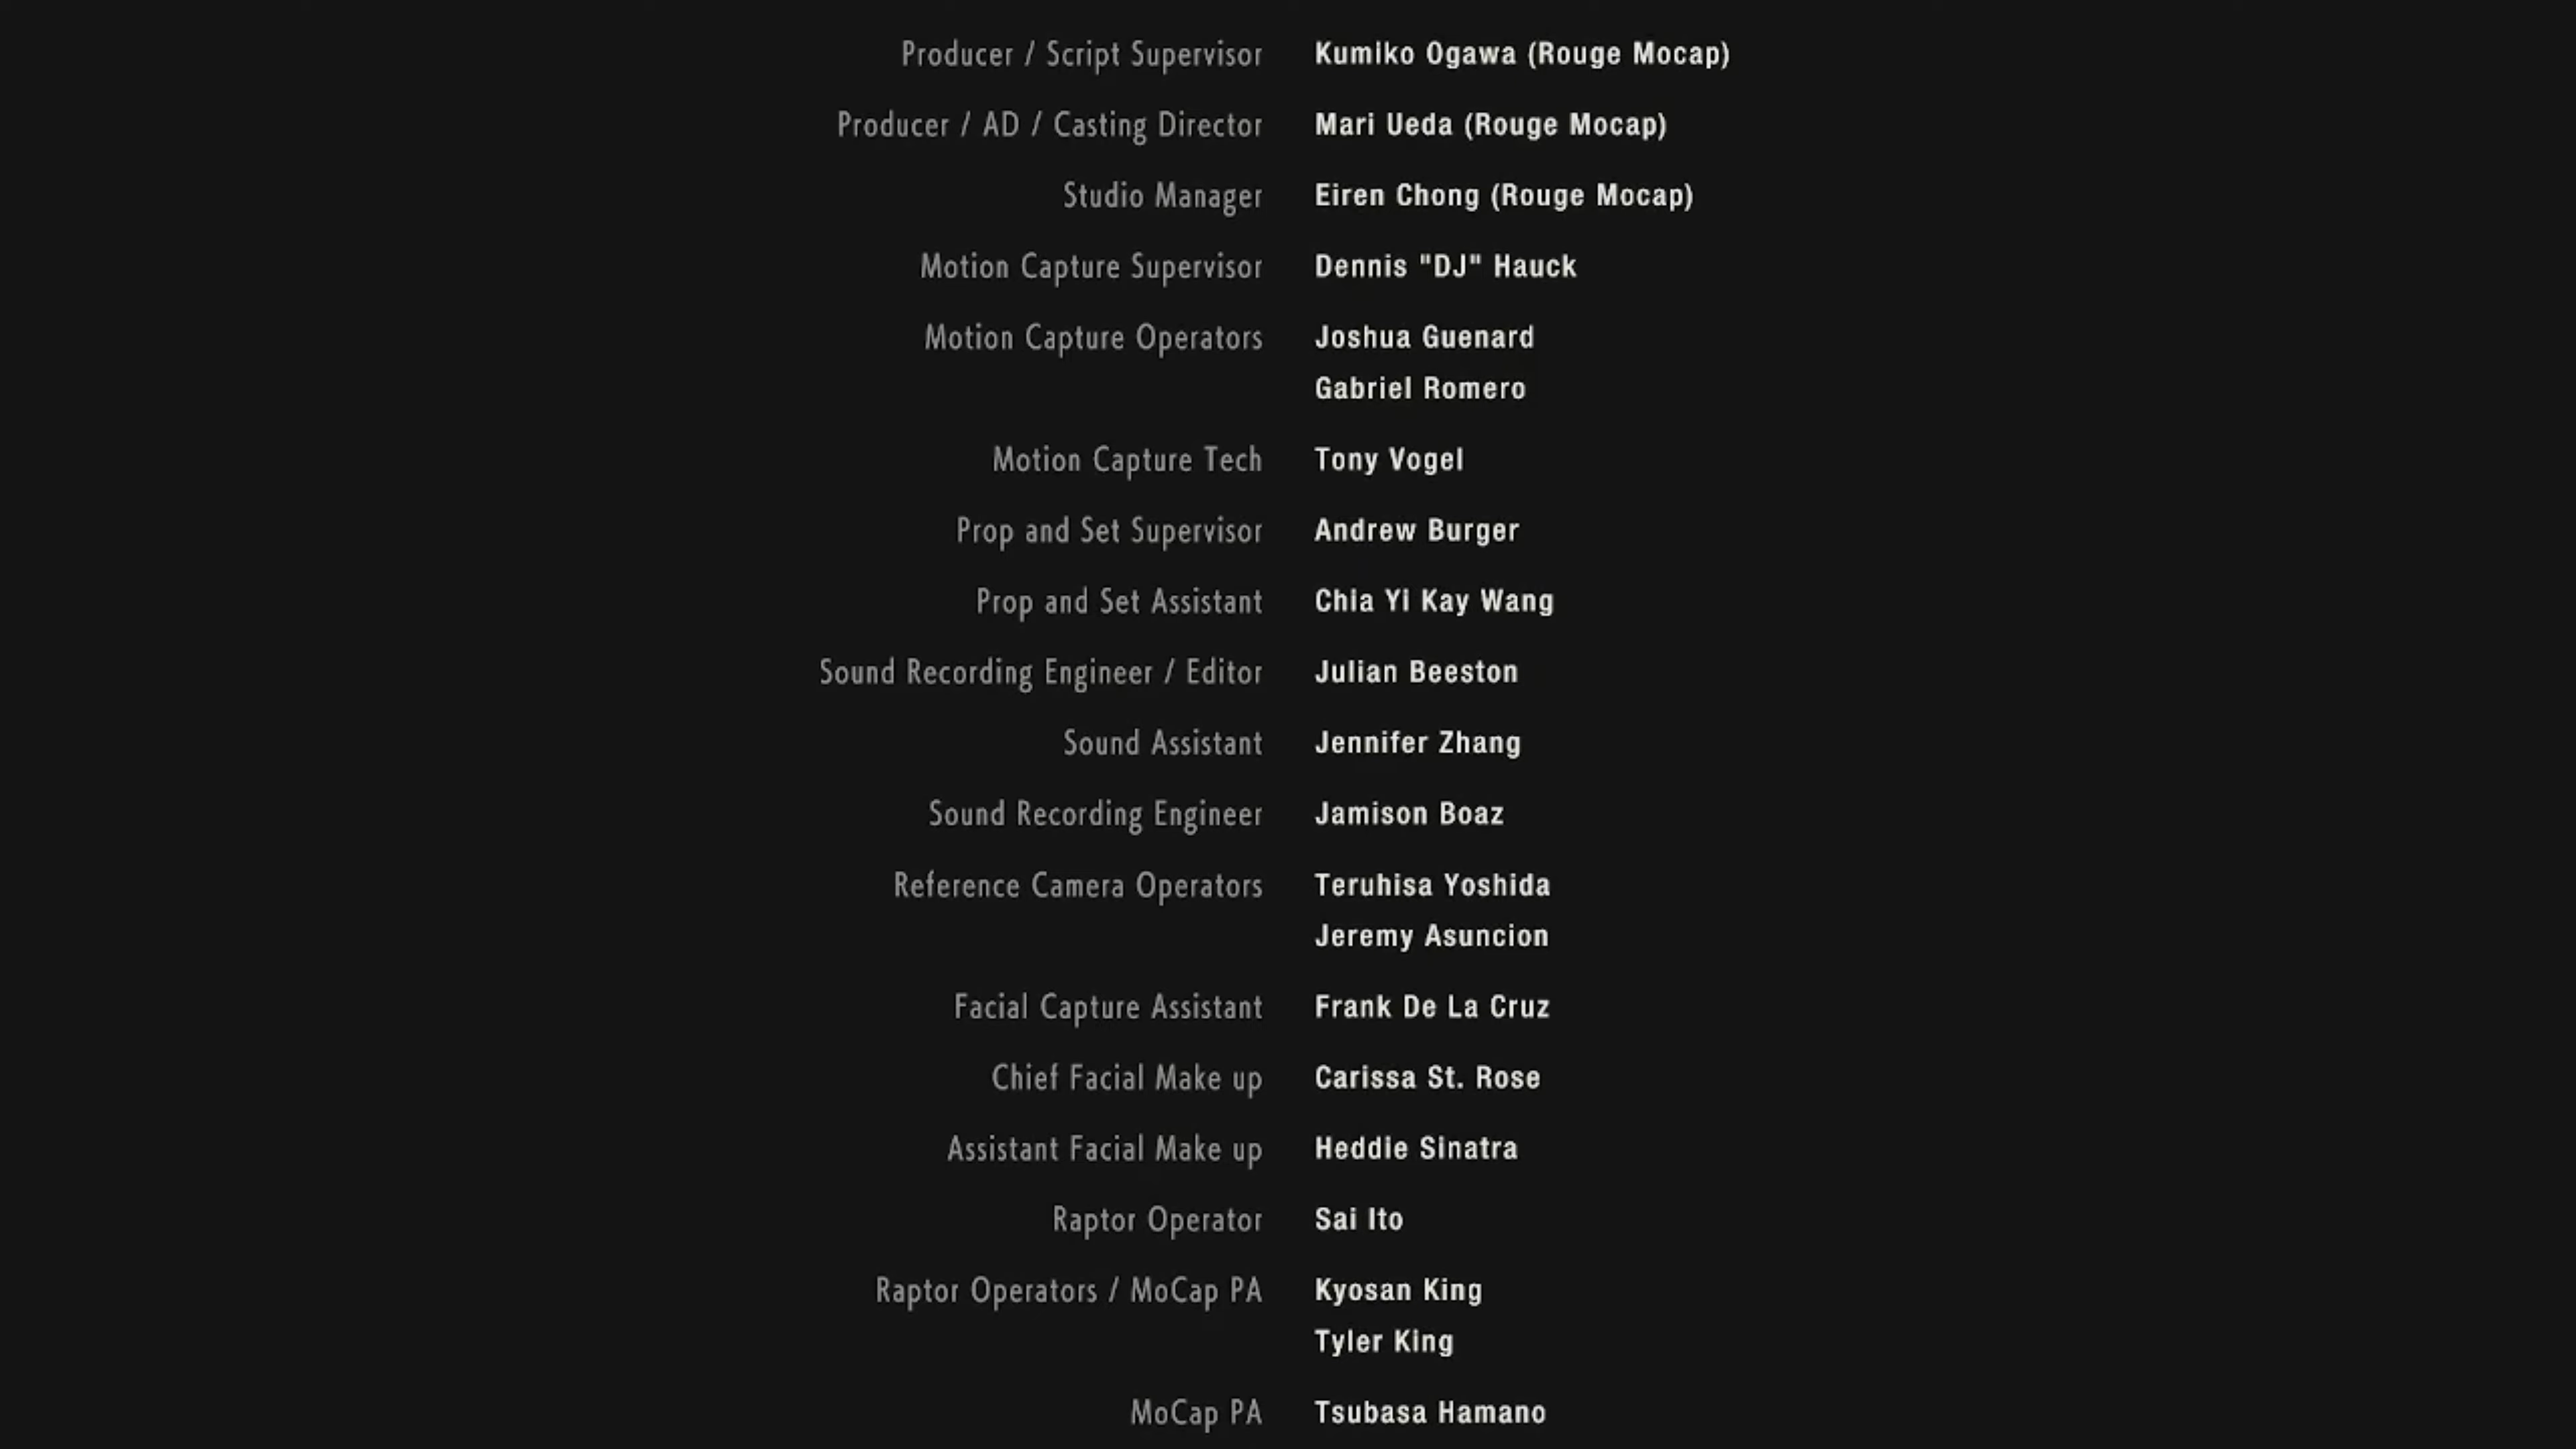 Producer / Script Supervisor Kumiko Ogawa (Rouge Mocap)
Producer / AD / Casting Director Mari Ueda (Rouge Mocap)
Studio Manager Eiren Chong (Rouge Mocap)
Motion Capture Supervisor Dennis "DJ" Hauck
Motion Capture Operators Joshua Guenard
Gabriel Romero
Motion Capture Tech Tony Vogel
Prop and Set Supervisor Andrew Burger
Prop and Set Assistant Chia Yi Kay Wang
Sound Recording Engineer / Editor Julian Beeston
Sound Assistant Jennifer Zhang
Sound Recording Engineer Jamison Boaz
Reference Camera Operators Teruhisa Yoshida
Jeremy Asuncion
Facial Capture Assistant Frank De La Cruz
Chief Facial Make up Carissa St. Rose
Assistant Facial Make up Heddie Sinatra
Raptor Operator Sai Ito
Raptor Operators / MoCap PA Kyosan King
Tyler King
MoCap PA Tsubasa Hamano